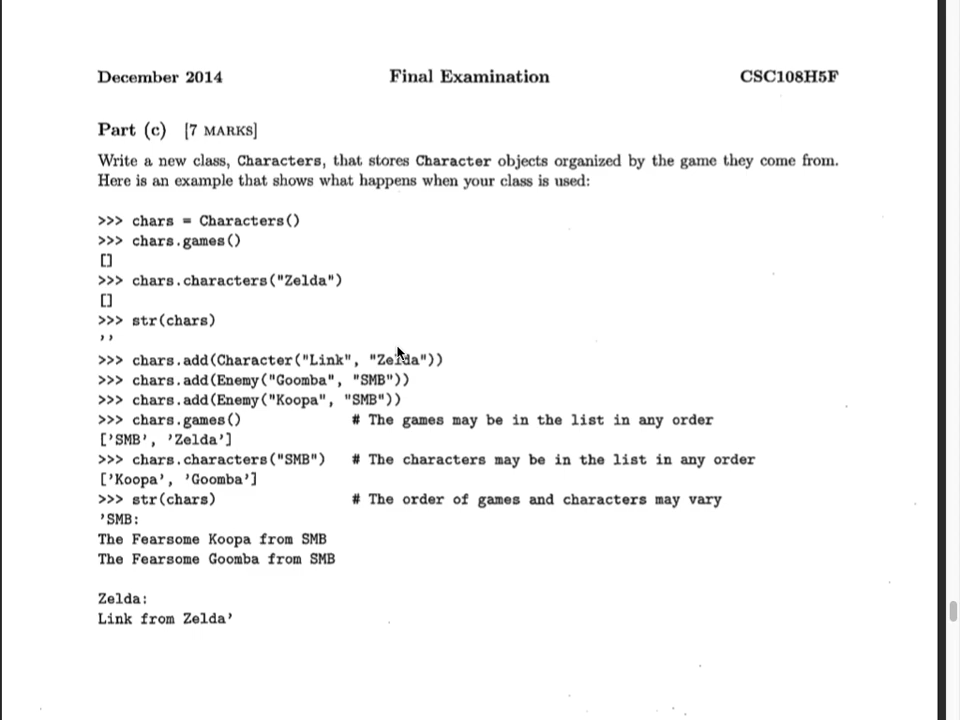 December 2014 Final Examination CSC108H5F
Part (c) [7 MARKS]
Write a new class, Characters, that stores Character objects organized by the game they come from.
Here is an example that shows what happens when your class is used:
>>> chars = Characters()
>>> chars.games()
[]
>>> chars.characters("Zelda")
[]
>>> str(chars)
''
>>> chars.add(Character("Link", "Zelda"))
>>> chars.add(Enemy("Goomba", "SMB"))
>>> chars.add(Enemy("Koopa", "SMB"))
>>> chars.games() # The games may be in the list in any order
['SMB', 'Zelda']
>>> chars.characters("SMB") # The characters may be in the list in any order
['Koopa', 'Goomba']
>>> str(chars) # The order of games and characters may vary
'SMB:
The Fearsome Koopa from SMB
The Fearsome Goomba from SMB
Zelda:
Link from Zelda'